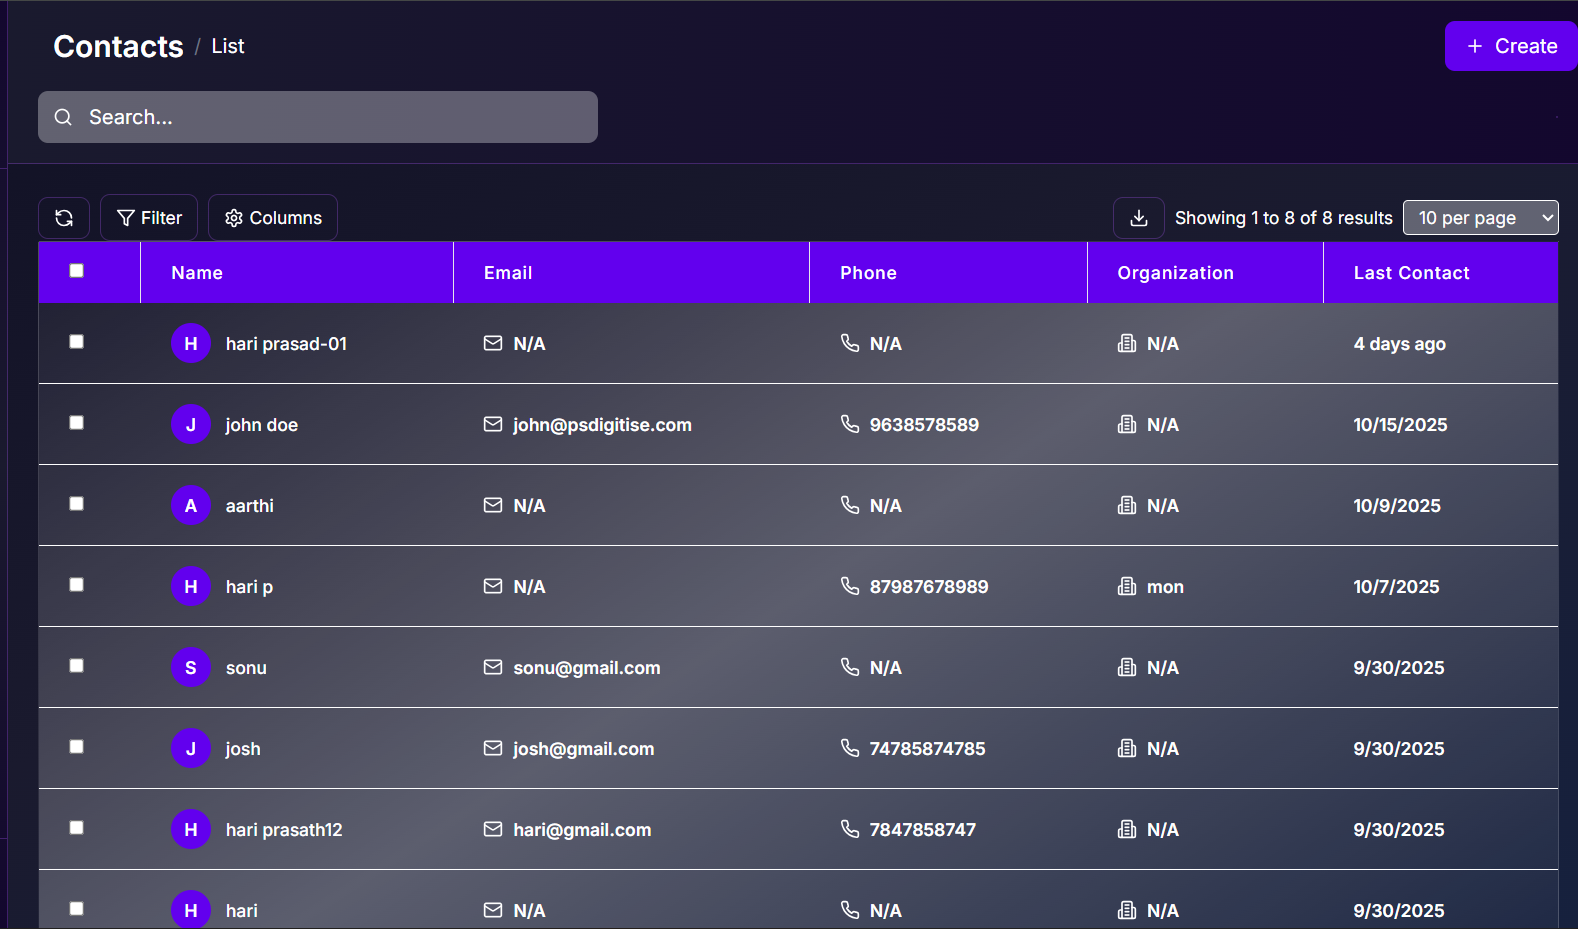 Contacts / List
+ Create
Search...
Filter Columns Showing 1 to 8 of 8 results 10 per page
Name Email Phone Organization Last Contact
H hari prasad-01 N/A N/A N/A 4 days ago
J john doe john@psdigitise.com 9638578589 N/A 10/15/2025
A aarthi N/A N/A N/A 10/9/2025
H hari p N/A 87987678989 mon 10/7/2025
S sonu sonu@gmail.com N/A N/A 9/30/2025
J josh josh@gmail.com 74785874785 N/A 9/30/2025
H hari prasath12 hari@gmail.com 7847858747 N/A 9/30/2025
H hari N/A N/A N/A 9/30/2025